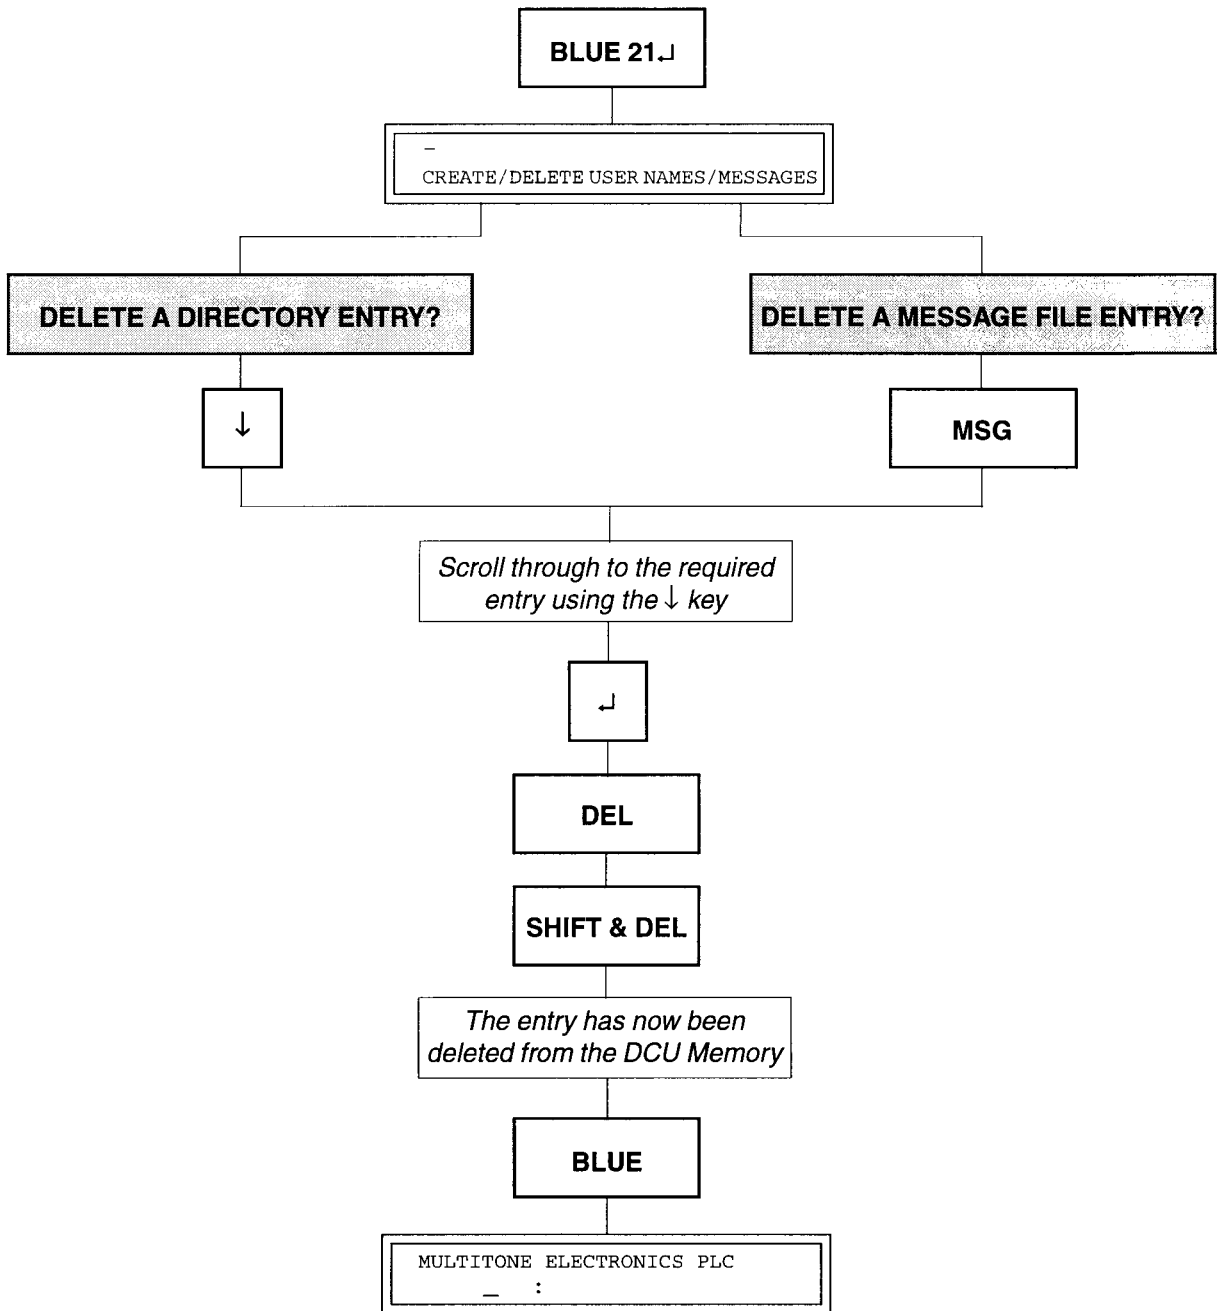 BLUE 21↵
_
CREATE/DELETE USER NAMES/MESSAGES
DELETE A DIRECTORY ENTRY?
DELETE A MESSAGE FILE ENTRY?
↓
MSG
Scroll through to the required
entry using the ↓ key
↵
DEL
SHIFT & DEL
The entry has now been
deleted from the DCU Memory
BLUE
MULTITONE ELECTRONICS PLC
_ :